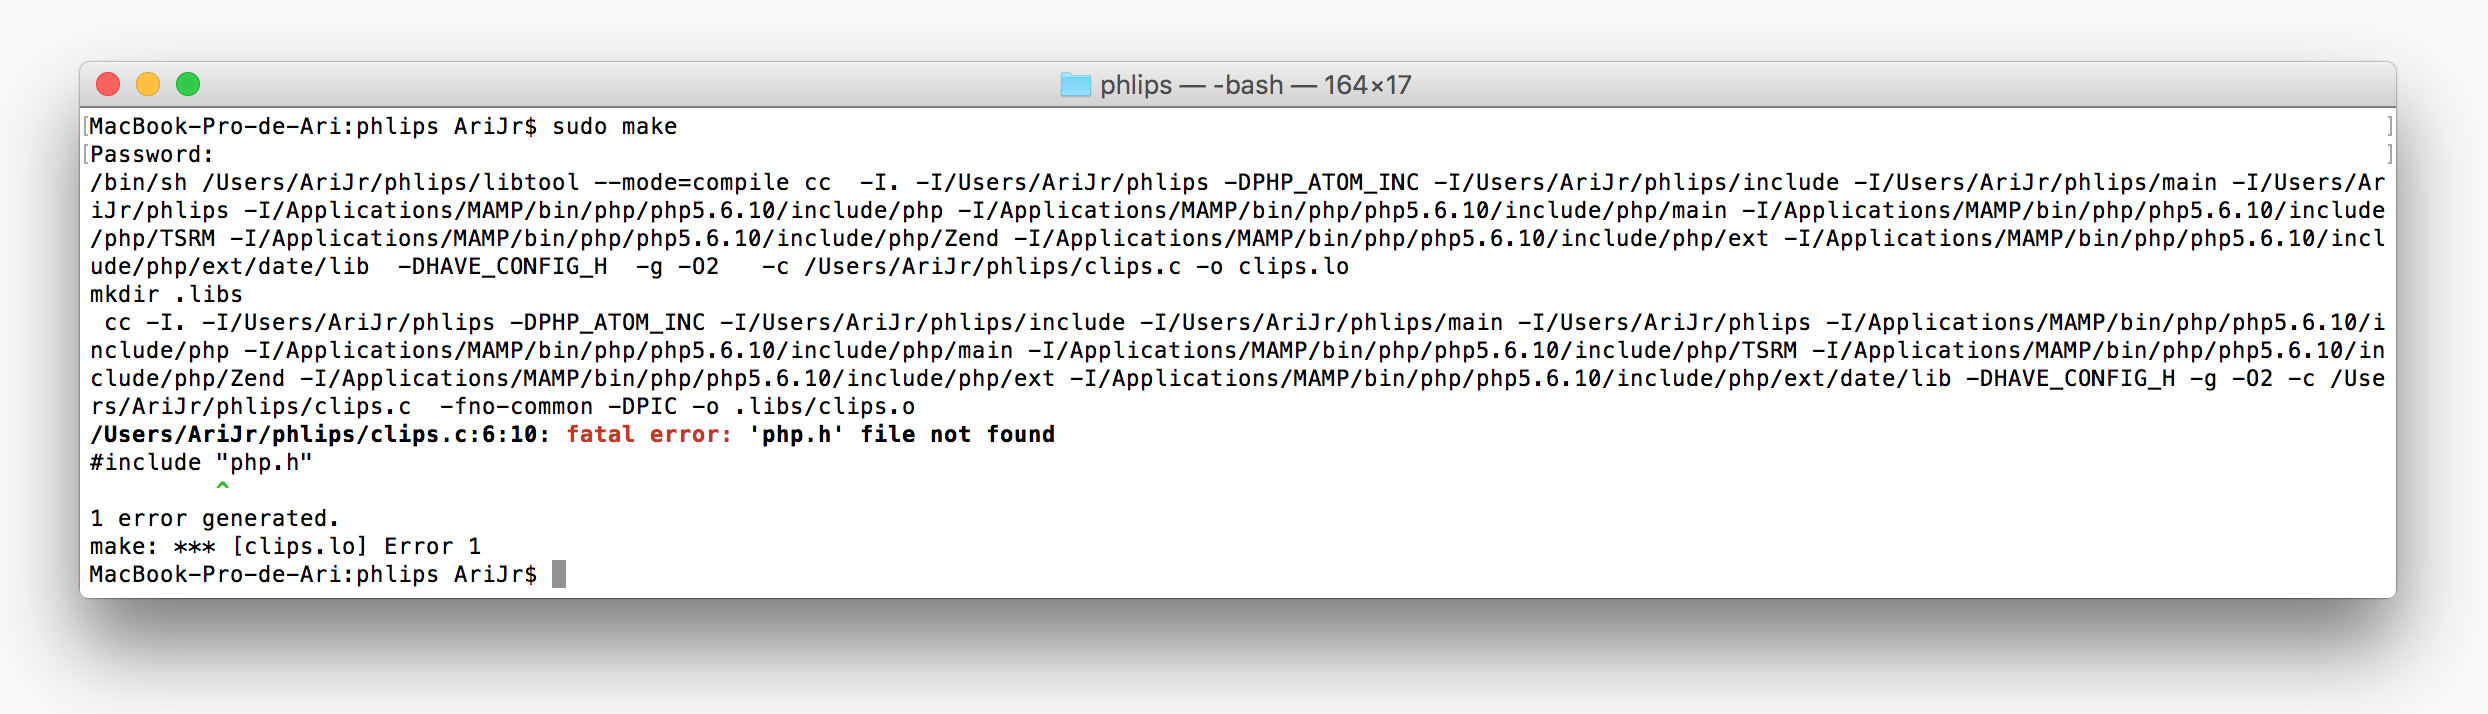 phlips — -bash — 164×17
[MacBook-Pro-de-Ari:phlips AriJr$ sudo make ]
[Password: ]
/bin/sh /Users/AriJr/phlips/libtool --mode=compile cc  -I. -I/Users/AriJr/phlips -DPHP_ATOM_INC -I/Users/AriJr/phlips/include -I/Users/AriJr/phlips/main -I/Users/Ar
iJr/phlips -I/Applications/MAMP/bin/php/php5.6.10/include/php -I/Applications/MAMP/bin/php/php5.6.10/include/php/main -I/Applications/MAMP/bin/php/php5.6.10/include
/php/TSRM -I/Applications/MAMP/bin/php/php5.6.10/include/php/Zend -I/Applications/MAMP/bin/php/php5.6.10/include/php/ext -I/Applications/MAMP/bin/php/php5.6.10/incl
ude/php/ext/date/lib  -DHAVE_CONFIG_H  -g -O2   -c /Users/AriJr/phlips/clips.c -o clips.lo
mkdir .libs
 cc -I. -I/Users/AriJr/phlips -DPHP_ATOM_INC -I/Users/AriJr/phlips/include -I/Users/AriJr/phlips/main -I/Users/AriJr/phlips -I/Applications/MAMP/bin/php/php5.6.10/i
nclude/php -I/Applications/MAMP/bin/php/php5.6.10/include/php/main -I/Applications/MAMP/bin/php/php5.6.10/include/php/TSRM -I/Applications/MAMP/bin/php/php5.6.10/in
clude/php/Zend -I/Applications/MAMP/bin/php/php5.6.10/include/php/ext -I/Applications/MAMP/bin/php/php5.6.10/include/php/ext/date/lib -DHAVE_CONFIG_H -g -O2 -c /Use
rs/AriJr/phlips/clips.c  -fno-common -DPIC -o .libs/clips.o
/Users/AriJr/phlips/clips.c:6:10: fatal error: 'php.h' file not found
#include "php.h"
         ^
1 error generated.
make: *** [clips.lo] Error 1
MacBook-Pro-de-Ari:phlips AriJr$